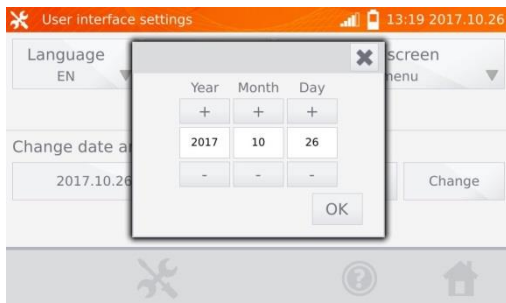 User interface settings 13:19 2017.10.26
Language
EN
screen
Year Month Day
+ + +
2017 10 26
- - -
OK
Change date
2017.10.26
Change